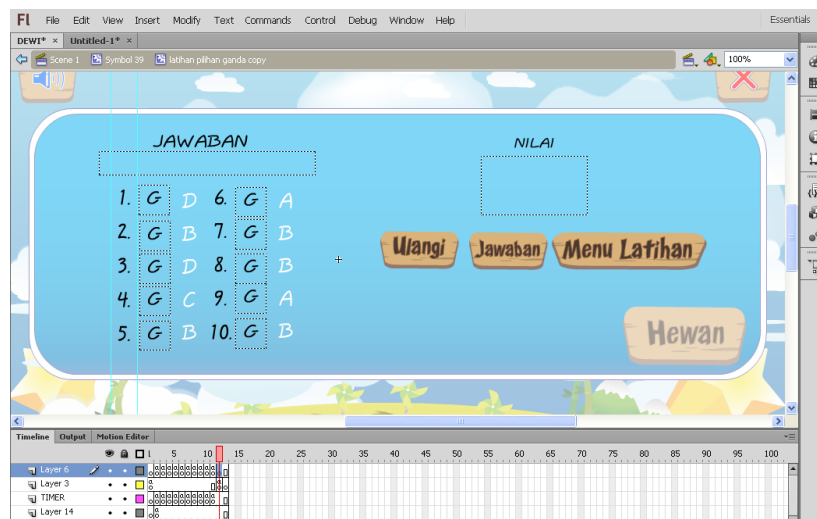 Fl File Edit View Insert Modify Text Commands Control Debug Window Help Essentials
DEWI* × Untitled-1* ×
Scene 1 Symbol 39 latihan pilihan ganda copy 100%
JAWABAN
NILAI
1. G D 6. G A
2. G B 7. G B
3. G D 8. G B
4. G C 9. G A
5. G B 10. G B
Ulangi Jawaban Menu Latihan
Hewan
Timeline Output Motion Editor
1 5 10 15 20 25 30 35 40 45 50 55 60 65 70 75 80 85 90 95 100
Layer 6
Layer 3
TIMER
Layer 14